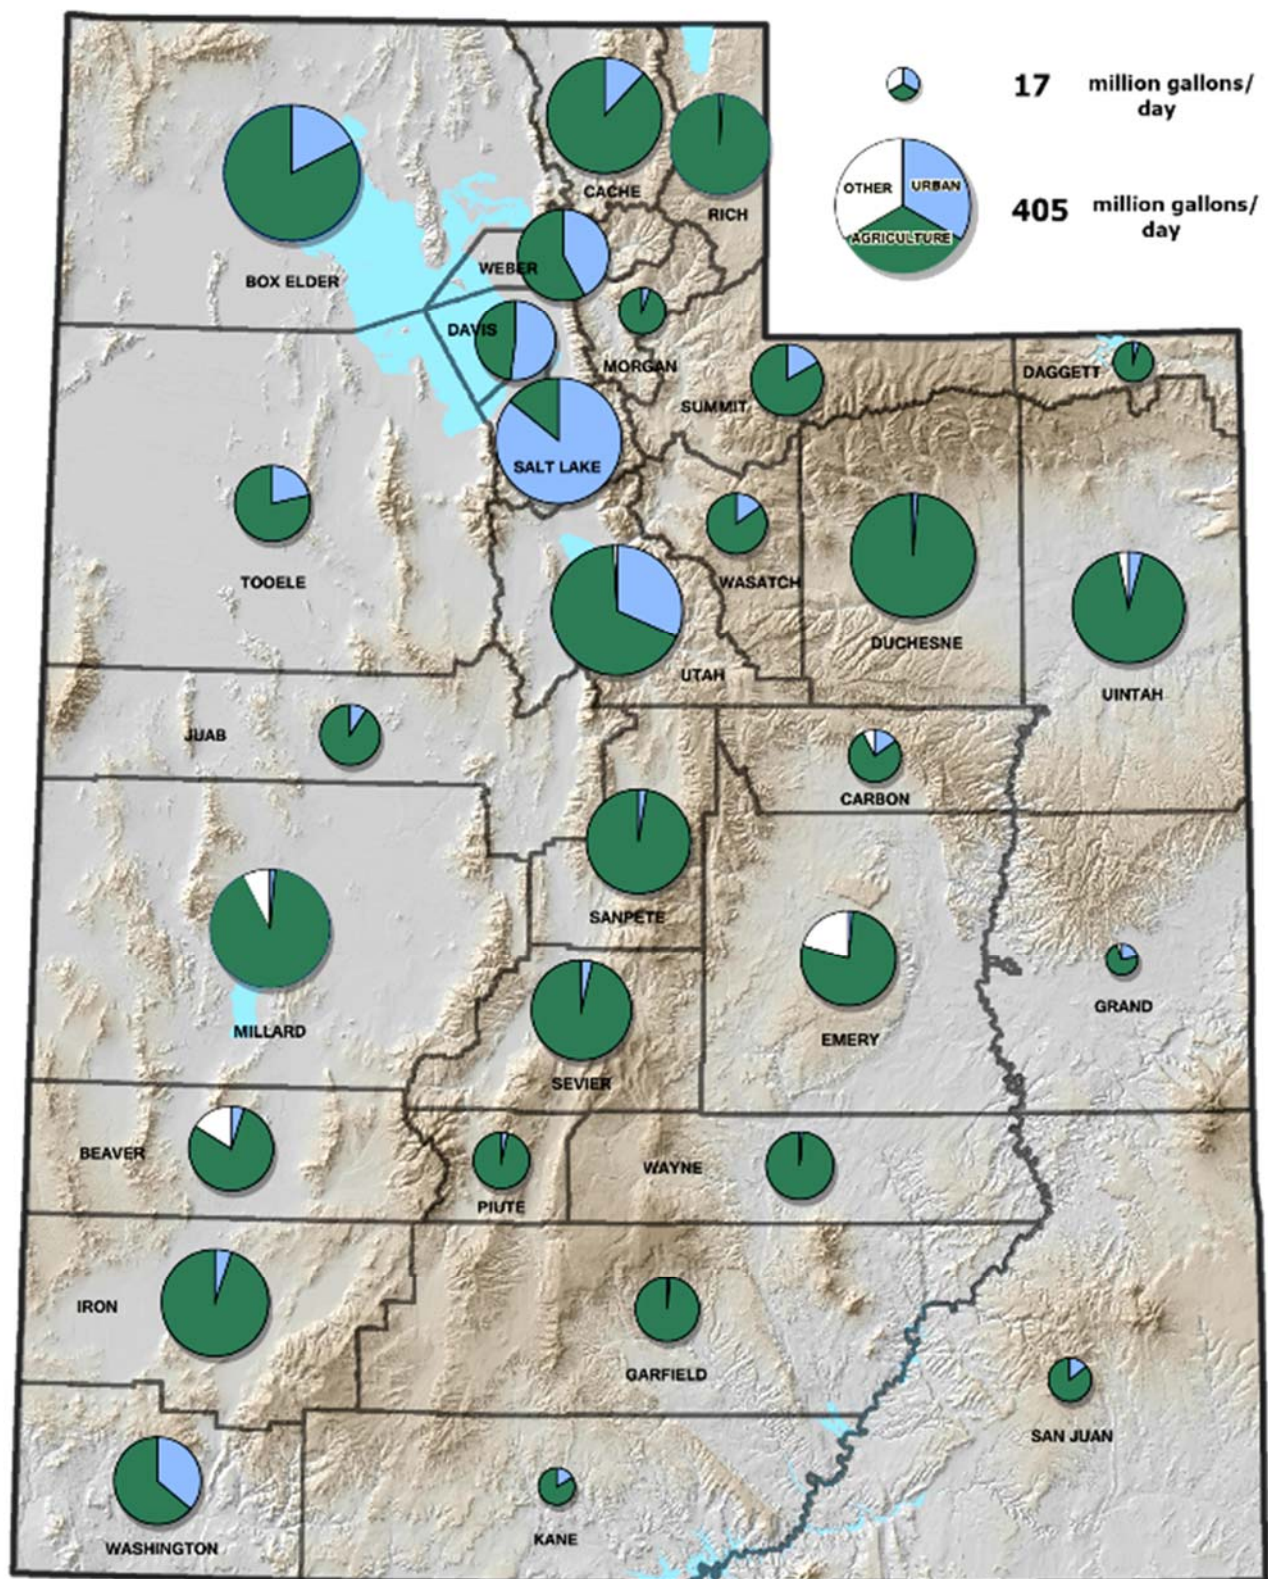 17 million gallons/
day
OTHER URBAN
AGRICULTURE
405 million gallons/
day
CACHE
RICH
BOX ELDER
WEBER
DAVIS
MORGAN
DAGGETT
SUMMIT
SALT LAKE
TOOELE
WASATCH
DUCHESNE
UTAH
UINTAH
JUAB
CARBON
SANPETE
MILLARD
EMERY
GRAND
SEVIER
BEAVER
PIUTE
WAYNE
IRON
GARFIELD
SAN JUAN
WASHINGTON
KANE